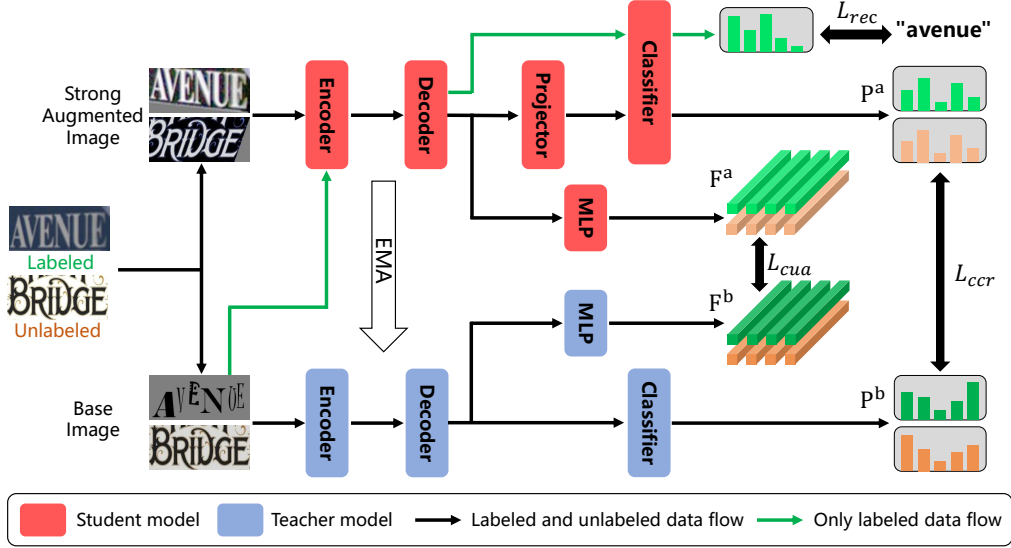 L_rec
"avenue"
Strong
Augmented
Image
AVENUE
BRIDGE
Encoder
Decoder
Projector
Classifier
P^a
AVENUE
Labeled
BRIDGE
Unlabeled
EMA
MLP
F^a
L_cua
L_ccr
MLP
F^b
Base
Image
AVENUE
BRIDGE
Encoder
Decoder
Classifier
P^b
Student model
Teacher model
Labeled and unlabeled data flow
Only labeled data flow